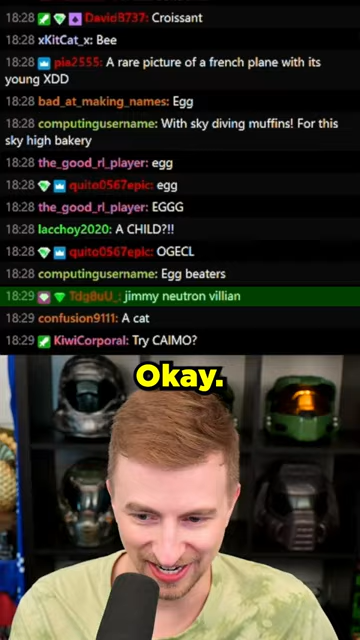 18:28 DavidB737: Croissant
18:28 xKitCat_x: Bee
18:28 pia2555: A rare picture of a french plane with its
young XDD
18:28 bad_at_making_names: Egg
18:28 computingusername: With sky diving muffins! For this
sky high bakery
18:28 the_good_rl_player: egg
18:28 quito0567epic: egg
18:28 the_good_rl_player: EGGG
18:28 lacchoy2020: A CHILD?!!
18:28 quito0567epic: OGECL
18:28 computingusername: Egg beaters
18:29 Tdg8uU_: jimmy neutron villian
18:29 confusion9111: A cat
18:29 KiwiCorporal: Try CAIMO?
Okay.